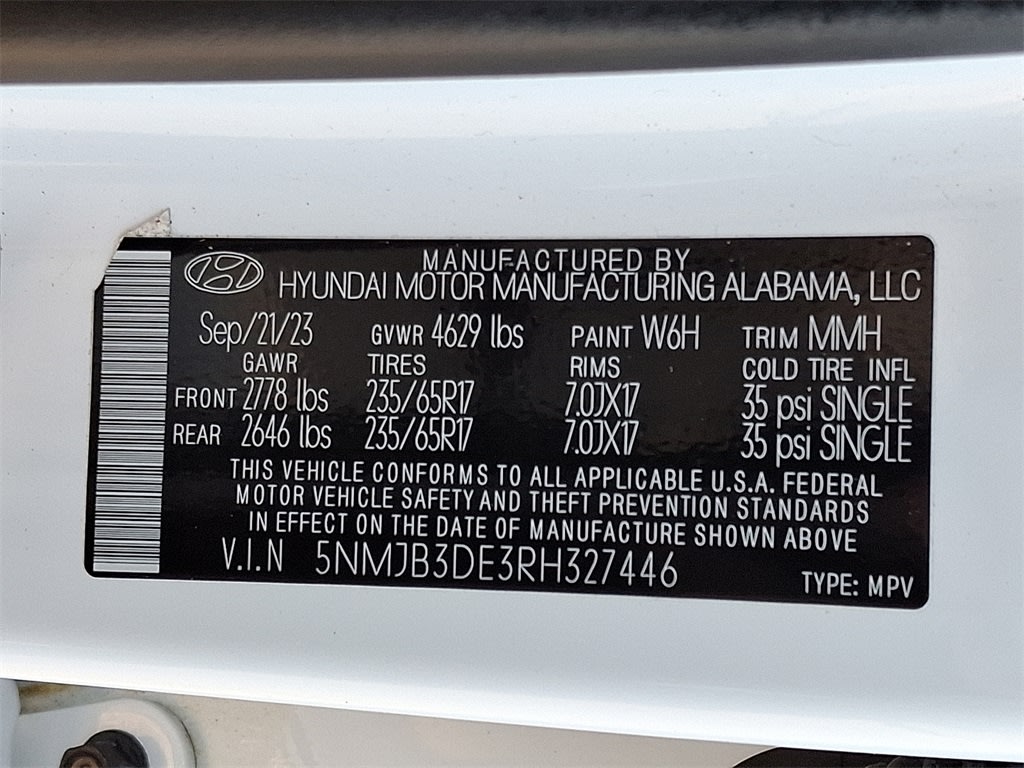 MANUFACTURED BY
HYUNDAI MOTOR MANUFACTURING ALABAMA, LLC
Sep/21/23 GVWR 4629 lbs PAINT W6H TRIM MMH
GAWR TIRES RIMS COLD TIRE INFL
FRONT 2778 lbs 235/65R17 7.0JX17 35 psi SINGLE
REAR 2646 lbs 235/65R17 7.0JX17 35 psi SINGLE
THIS VEHICLE CONFORMS TO ALL APPLICABLE U.S.A. FEDERAL
MOTOR VEHICLE SAFETY AND THEFT PREVENTION STANDARDS
IN EFFECT ON THE DATE OF MANUFACTURE SHOWN ABOVE
V.I.N 5NMJB3DE3RH327446
TYPE: MPV